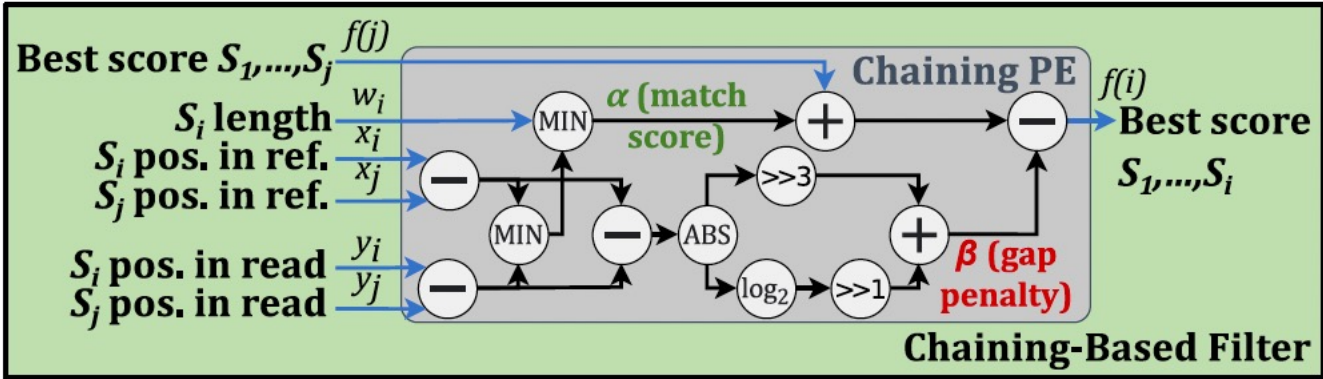 Best score S₁,...,Sⱼ
f(j)
Chaining PE
Sᵢ length
wᵢ
MIN
α (match
score)
+
−
f(i)
Best score
S₁,...,Sᵢ
Sᵢ pos. in ref.
xᵢ
Sⱼ pos. in ref.
xⱼ
−
>>3
MIN
−
ABS
+
Sᵢ pos. in read
yᵢ
Sⱼ pos. in read
yⱼ
−
log₂
>>1
β (gap
penalty)
Chaining-Based Filter